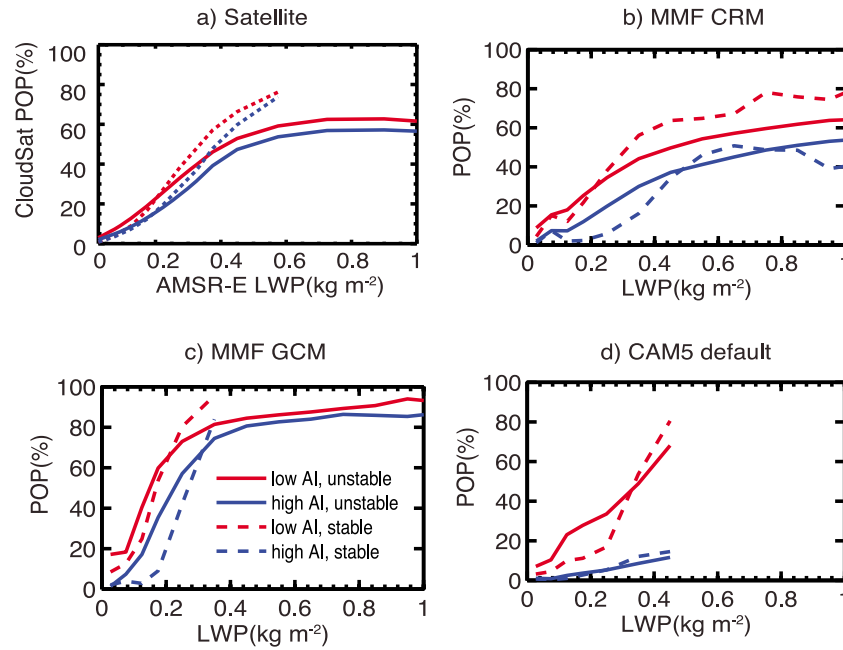 a) Satellite
CloudSat POP(%)
100
80
60
40
20
0
0 0.2 0.4 0.6 0.8 1
AMSR-E LWP(kg m-2)
b) MMF CRM
POP(%)
100
80
60
40
20
0
0 0.2 0.4 0.6 0.8 1
LWP(kg m-2)
c) MMF GCM
POP(%)
100
80
60
40
20
0
low AI, unstable
high AI, unstable
low AI, stable
high AI, stable
0 0.2 0.4 0.6 0.8 1
LWP(kg m-2)
d) CAM5 default
POP(%)
100
80
60
40
20
0
0 0.2 0.4 0.6 0.8 1
LWP(kg m-2)